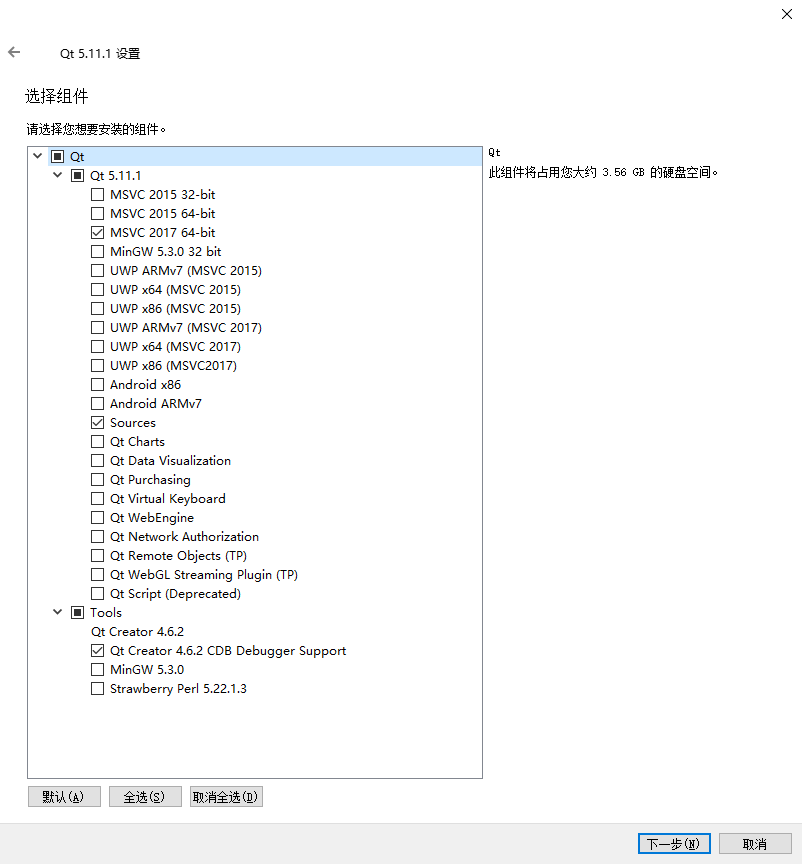 Qt 5.11.1 设置
选择组件
请选择您想要安装的组件。
Qt
Qt 5.11.1
MSVC 2015 32-bit
MSVC 2015 64-bit
MSVC 2017 64-bit
MinGW 5.3.0 32 bit
UWP ARMv7 (MSVC 2015)
UWP x64 (MSVC 2015)
UWP x86 (MSVC 2015)
UWP ARMv7 (MSVC 2017)
UWP x64 (MSVC 2017)
UWP x86 (MSVC2017)
Android x86
Android ARMv7
Sources
Qt Charts
Qt Data Visualization
Qt Purchasing
Qt Virtual Keyboard
Qt WebEngine
Qt Network Authorization
Qt Remote Objects (TP)
Qt WebGL Streaming Plugin (TP)
Qt Script (Deprecated)
Tools
Qt Creator 4.6.2
Qt Creator 4.6.2 CDB Debugger Support
MinGW 5.3.0
Strawberry Perl 5.22.1.3
Qt
此组件将占用您大约 3.56 GB 的硬盘空间。
默认(A)
全选(S)
取消全选(D)
下一步(N)
取消